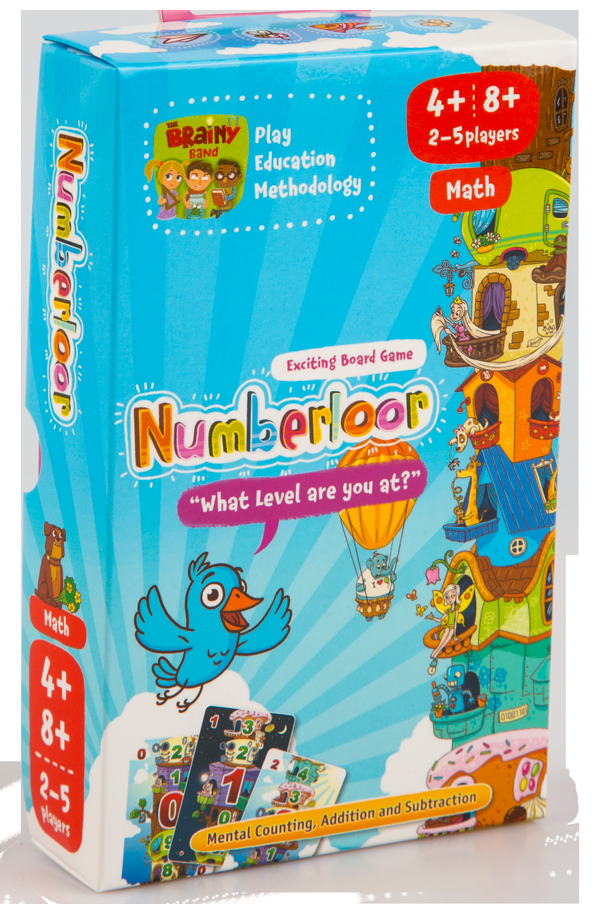 THE
BRAiNY
BAND
Play
Education
Methodology
4+ 8+
2–5 players
Math
Exciting Board Game
Numberloor
“What Level are you at?”
Mental Counting, Addition and Subtraction
Numberloor
Math
4+
8+
2–5
players